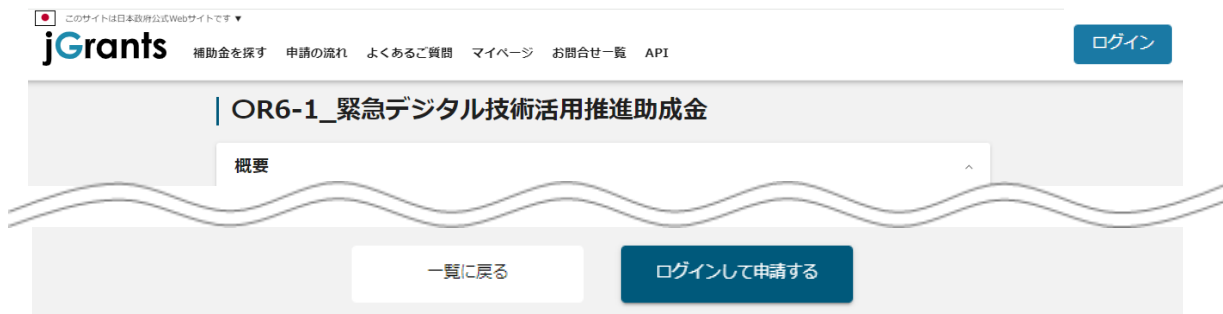 このサイトは日本政府公式Webサイトです ▼
jGrants 補助金を探す 申請の流れ よくあるご質問 マイページ お問合せ一覧 API ログイン
OR6-1_緊急デジタル技術活用推進助成金
概要
一覧に戻る ログインして申請する